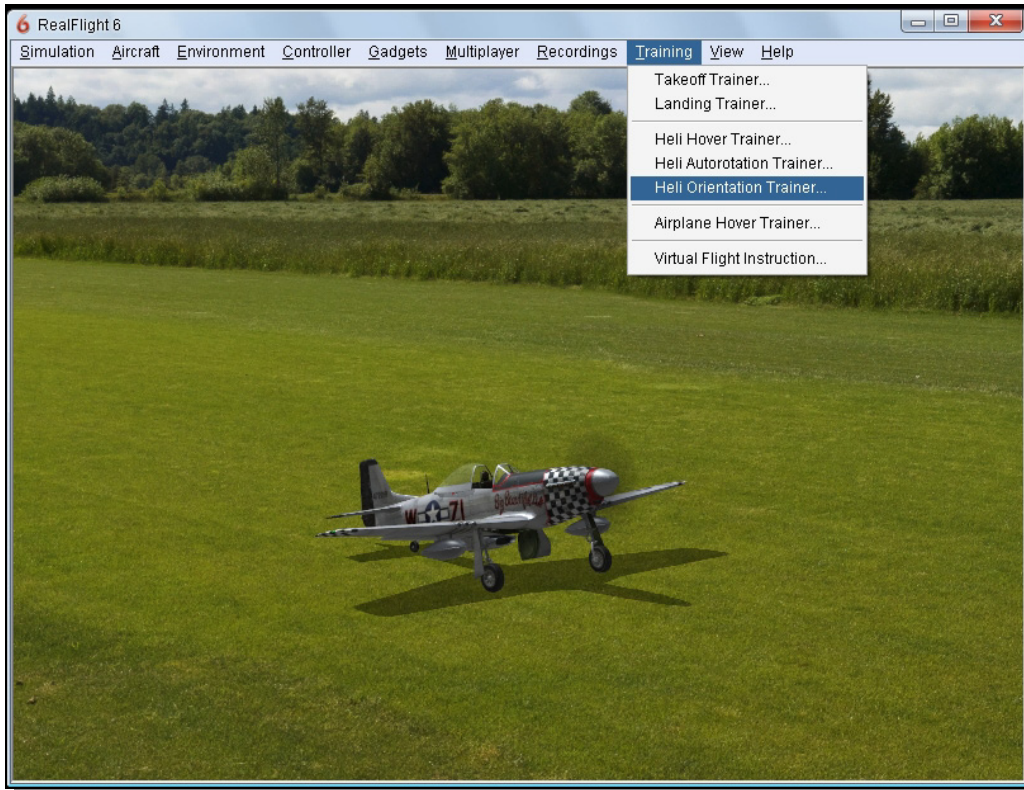 RealFlight 6
Simulation Aircraft Environment Controller Gadgets Multiplayer Recordings Training View Help
Takeoff Trainer...
Landing Trainer...
Heli Hover Trainer...
Heli Autorotation Trainer...
Heli Orientation Trainer...
Airplane Hover Trainer...
Virtual Flight Instruction...
W ZI